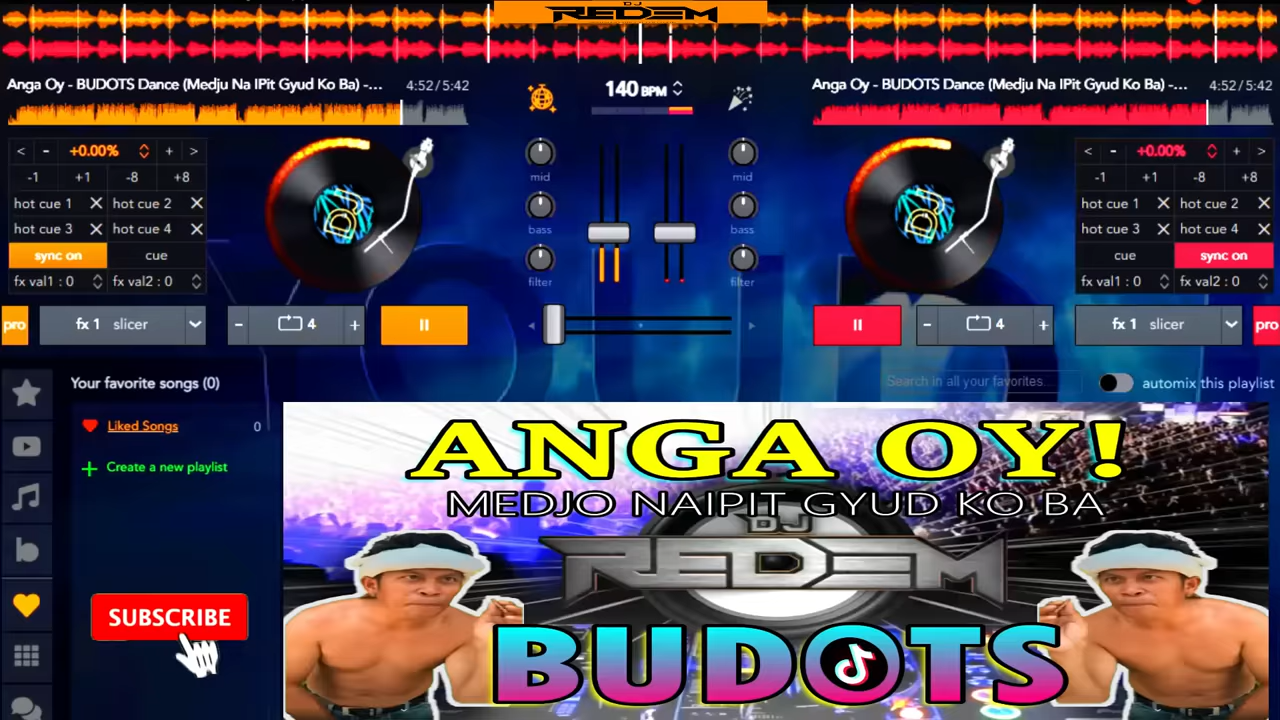 DJ
REDEM
Anga Oy - BUDOTS Dance (Medju Na IPit Gyud Ko Ba) -... 4:52/5:42
140 BPM
Anga Oy - BUDOTS Dance (Medju Na IPit Gyud Ko Ba) -... 4:52/5:42
< - +0.00% + >
-1 +1 -8 +8
hot cue 1 X hot cue 2 X
hot cue 3 X hot cue 4 X
sync on cue
fx val1 : 0 fx val2 : 0
pro fx 1 slicer - 4 +
mid
bass
filter
mid
bass
filter
< - +0.00% + >
-1 +1 -8 +8
hot cue 1 X hot cue 2 X
hot cue 3 X hot cue 4 X
cue sync on
fx val1 : 0 fx val2 : 0
- 4 + fx 1 slicer pro
Your favorite songs (0)
Search in all your favorites...
automix this playlist
Liked Songs 0
+ Create a new playlist
SUBSCRIBE
ANGA OY!
MEDJO NAIPIT GYUD KO BA
DJ
REDEM
BUDOTS